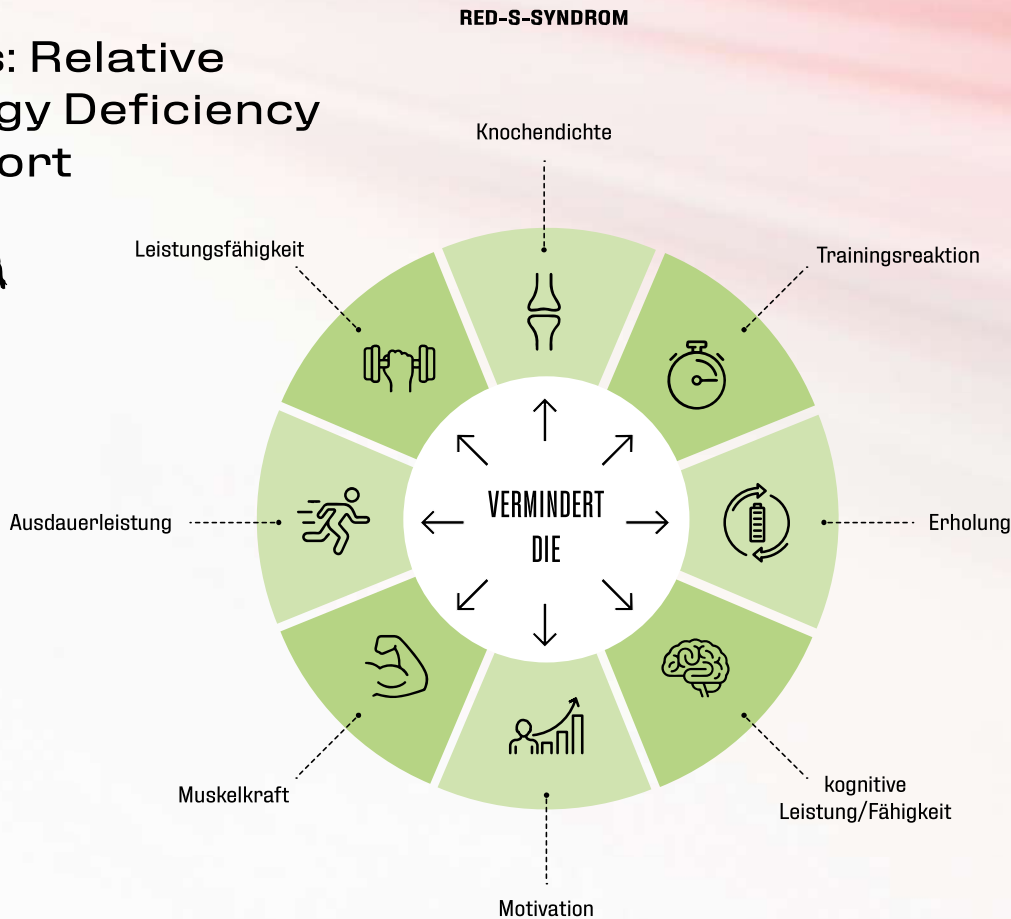 RED-S-SYNDROM
: Relative
gy Deficiency
ort
Knochendichte
Leistungsfähigkeit
Trainingsreaktion
VERMINDERT
DIE
Ausdauerleistung
Erholung
Muskelkraft
kognitive
Leistung/Fähigkeit
Motivation